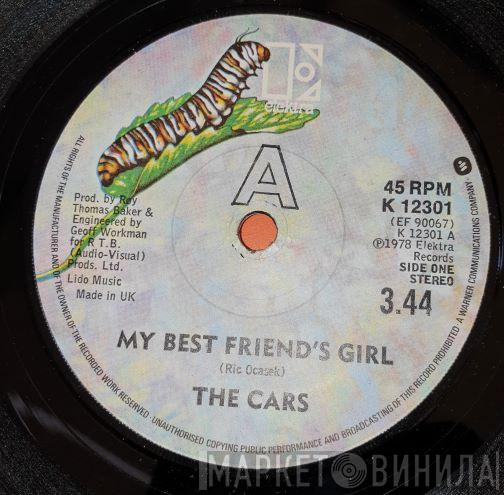 elektra
A
45 RPM
K 12301
(EF 90067)
K 12301 A
Ⓟ1978 Elektra
Records
SIDE ONE
STEREO
3.44
Prod. by Roy
Thomas Baker &
Engineered by
Geoff Workman
for R T.B.
(Audio-Visual)
Prods. Ltd.
Lido Music
Made in UK
MY BEST FRIEND'S GIRL
(Ric Ocasek)
THE CARS
ALL RIGHTS OF THE MANUFACTURER AND OF THE OWNER OF THE RECORDED WORK RESERVED. UNAUTHORISED COPYING PUBLIC PERFORMANCE AND BROADCASTING OF THIS RECORD PROHIBITED. A WARNER COMMUNICATIONS COMPANY
МАРКЕТ ВИНИЛА